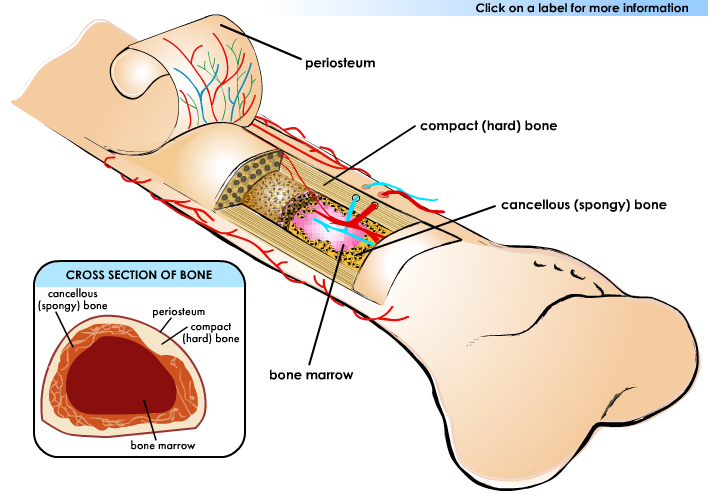 Click on a label for more information
periosteum
compact (hard) bone
cancellous (spongy) bone
bone marrow
CROSS SECTION OF BONE
cancellous
(spongy) bone
periosteum
compact
(hard) bone
bone marrow